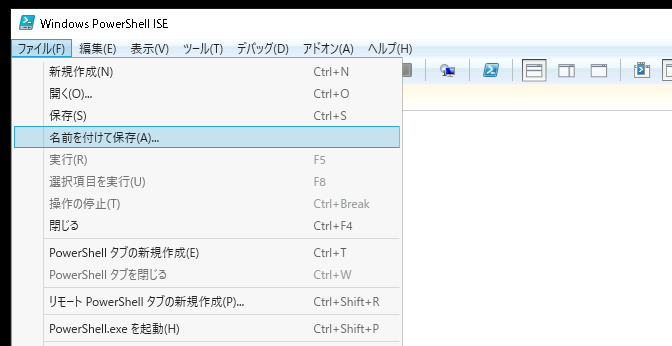 Windows PowerShell ISE
ファイル(F) 編集(E) 表示(V) ツール(T) デバッグ(D) アドオン(A) ヘルプ(H)
新規作成(N) Ctrl+N
開く(O)... Ctrl+O
保存(S) Ctrl+S
名前を付けて保存(A)...
実行(R) F5
選択項目を実行(U) F8
操作の停止(T) Ctrl+Break
閉じる Ctrl+F4
PowerShell タブの新規作成(E) Ctrl+T
PowerShell タブを閉じる Ctrl+W
リモート PowerShell タブの新規作成(P)... Ctrl+Shift+R
PowerShell.exe を起動(H) Ctrl+Shift+P